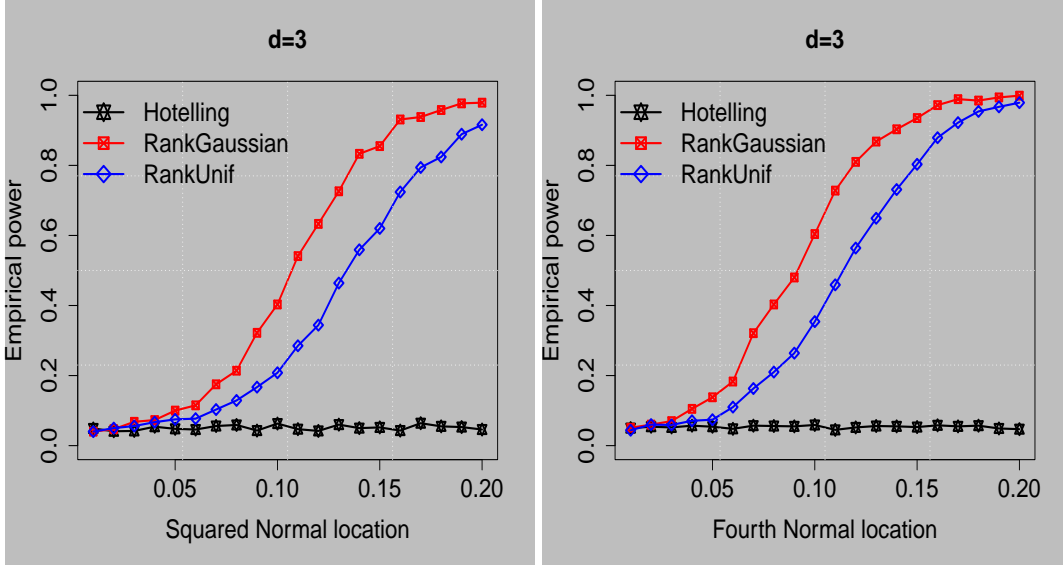 d=3
Empirical power
1.0
0.8
0.6
0.4
0.2
0.0
Hotelling
RankGaussian
RankUnif
0.05
0.10
0.15
0.20
Squared Normal location
d=3
Empirical power
1.0
0.8
0.6
0.4
0.2
0.0
Hotelling
RankGaussian
RankUnif
0.05
0.10
0.15
0.20
Fourth Normal location